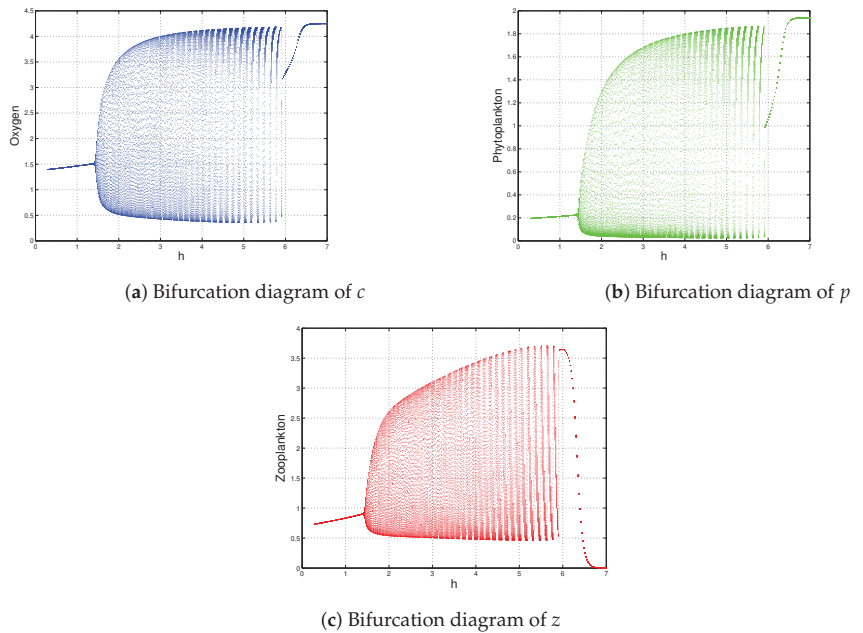 4.5
4
3.5
3
2.5
2
1.5
1
0.5
0
Oxygen
0 1 2 3 4 5 6 7
h
(a) Bifurcation diagram of c
2
1.8
1.6
1.4
1.2
1
0.8
0.6
0.4
0.2
0
Phytoplankton
0 1 2 3 4 5 6 7
h
(b) Bifurcation diagram of p
4
3.5
3
2.5
2
1.5
1
0.5
0
Zooplankton
0 1 2 3 4 5 6 7
h
(c) Bifurcation diagram of z